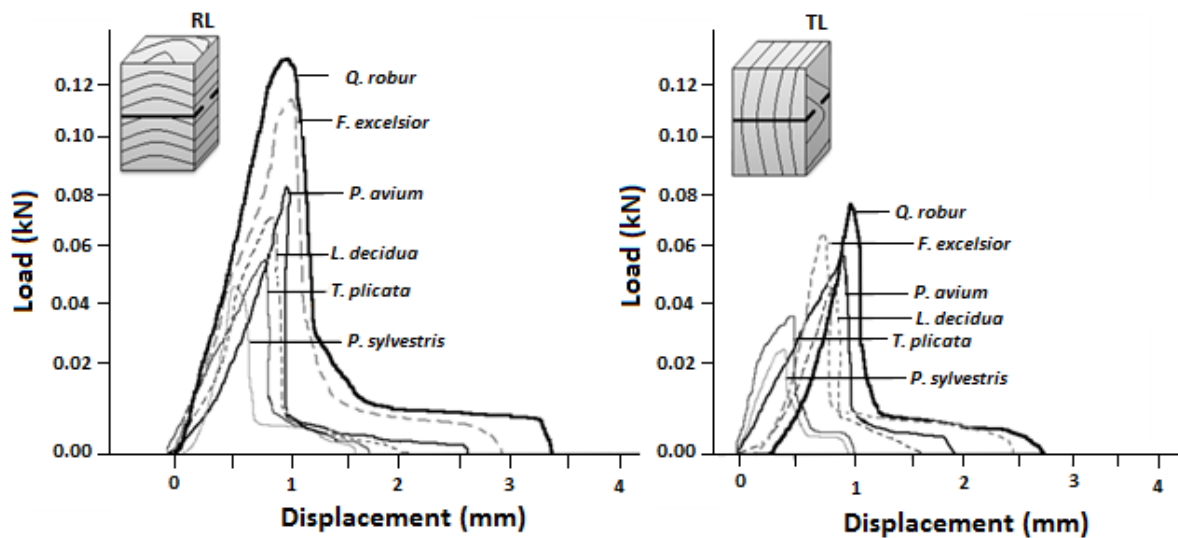 RL
Load (kN)
0.12
0.10
0.08
0.06
0.04
0.02
0.00
Q. robur
F. excelsior
P. avium
L. decidua
T. plicata
P. sylvestris
0 1 2 3 4
Displacement (mm)
TL
Load (kN)
0.12
0.10
0.08
0.06
0.04
0.02
0.00
Q. robur
F. excelsior
P. avium
L. decidua
T. plicata
P. sylvestris
0 1 2 3 4
Displacement (mm)